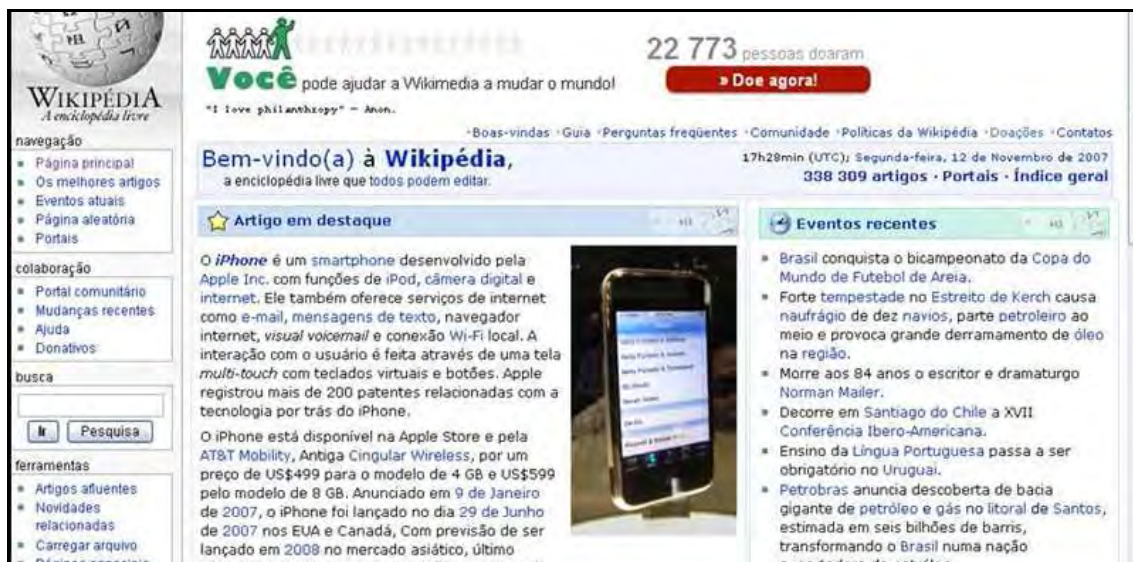 WIKIPÉDIA
A enciclopédia livre
navegação
Página principal
Os melhores artigos
Eventos atuais
Página aleatória
Portais
colaboração
Portal comunitário
Mudanças recentes
Ajuda
Donativos
busca
Ir Pesquisa
ferramentas
Artigos afluentes
Novidades
relacionadas
Carregar arquivo
Você pode ajudar a Wikimedia a mudar o mundo!
"I love philanthropy" — Anon.
22 773 pessoas doaram
» Doe agora!
·Boas-vindas ·Guia ·Perguntas freqüentes ·Comunidade ·Políticas da Wikipédia ·Doações ·Contatos
Bem-vindo(a) à Wikipédia,
a enciclopédia livre que todos podem editar.
17h28min (UTC); Segunda-feira, 12 de Novembro de 2007
338 309 artigos · Portais · Índice geral
Artigo em destaque
O iPhone é um smartphone desenvolvido pela
Apple Inc. com funções de iPod, câmera digital e
internet. Ele também oferece serviços de internet
como e-mail, mensagens de texto, navegador
internet, visual voicemail e conexão Wi-Fi local. A
interação com o usuário é feita através de uma tela
multi-touch com teclados virtuais e botões. Apple
registrou mais de 200 patentes relacionadas com a
tecnologia por trás do iPhone.
O iPhone está disponível na Apple Store e pela
AT&T Mobility, Antiga Cingular Wireless, por um
preço de US$499 para o modelo de 4 GB e US$599
pelo modelo de 8 GB. Anunciado em 9 de Janeiro
de 2007, o iPhone foi lançado no dia 29 de Junho
de 2007 nos EUA e Canadá, Com previsão de ser
lançado em 2008 no mercado asiático, último
Eventos recentes
Brasil conquista o bicampeonato da Copa do
Mundo de Futebol de Areia.
Forte tempestade no Estreito de Kerch causa
naufrágio de dez navios, parte petroleiro ao
meio e provoca grande derramamento de óleo
na região.
Morre aos 84 anos o escritor e dramaturgo
Norman Mailer.
Decorre em Santiago do Chile a XVII
Conferência Ibero-Americana.
Ensino da Língua Portuguesa passa a ser
obrigatório no Uruguai.
Petrobras anuncia descoberta de bacia
gigante de petróleo e gás no litoral de Santos,
estimada em seis bilhões de barris,
transformando o Brasil numa nação